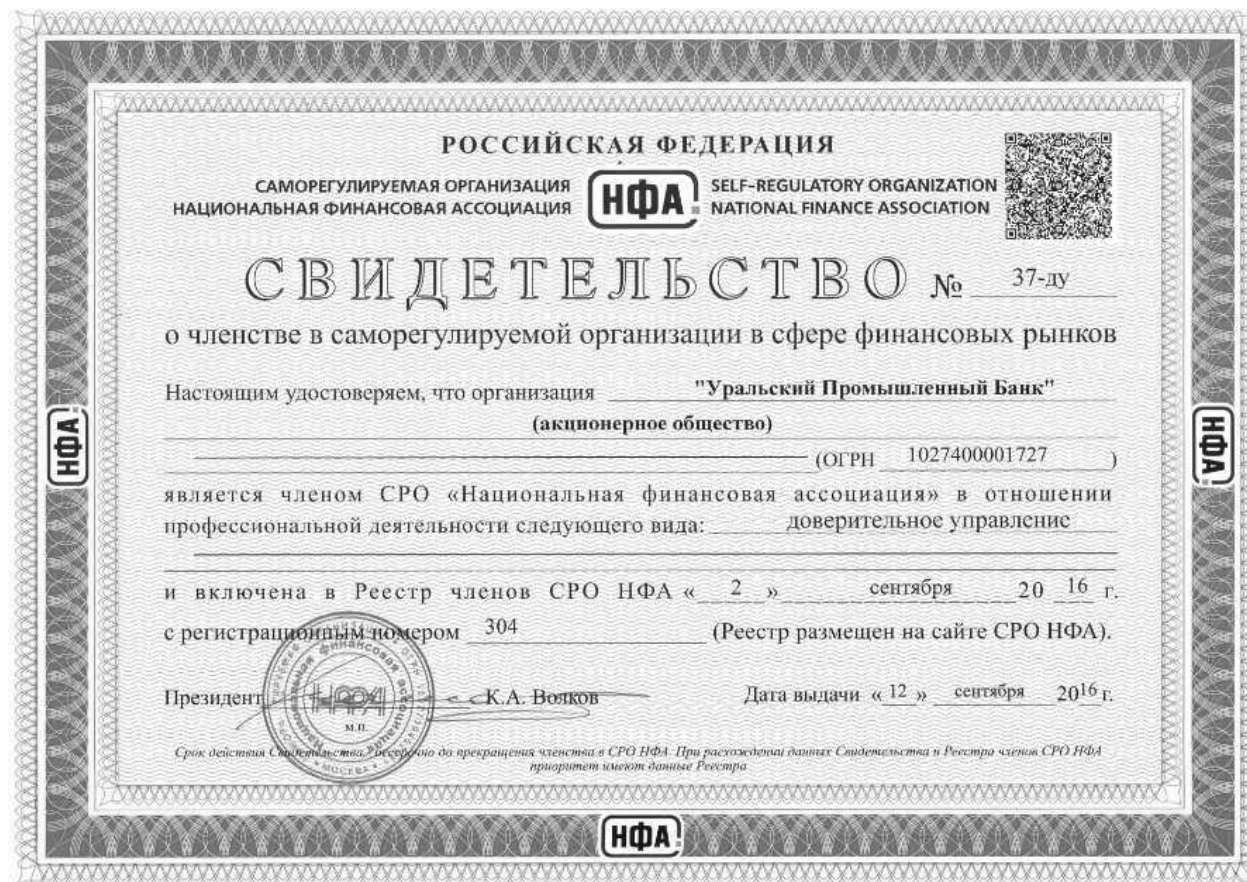 РОССИЙСКАЯ ФЕДЕРАЦИЯ
САМОРЕГУЛИРУЕМАЯ ОРГАНИЗАЦИЯ
НАЦИОНАЛЬНАЯ ФИНАНСОВАЯ АССОЦИАЦИЯ
НФА
SELF-REGULATORY ORGANIZATION
NATIONAL FINANCE ASSOCIATION
СВИДЕТЕЛЬСТВО № 37-ду
о членстве в саморегулируемой организации в сфере финансовых рынков
Настоящим удостоверяем, что организация "Уральский Промышленный Банк"
(акционерное общество)
(ОГРН 1027400001727 )
является членом СРО «Национальная финансовая ассоциация» в отношении
профессиональной деятельности следующего вида: доверительное управление
и включена в Реестр членов СРО НФА « 2 » сентября 20 16 г.
с регистрационным номером 304 (Реестр размещен на сайте СРО НФА).
Президент К.А. Волков Дата выдачи « 12 » сентября 2016 г.
М.П.
Срок действия Свидетельства, бессрочно до прекращения членства в СРО НФА. При расхождении данных Свидетельства и Реестра членов СРО НФА
приоритет имеют данные Реестра
финансовая
МОСКВА
НФА
НФА
НФА